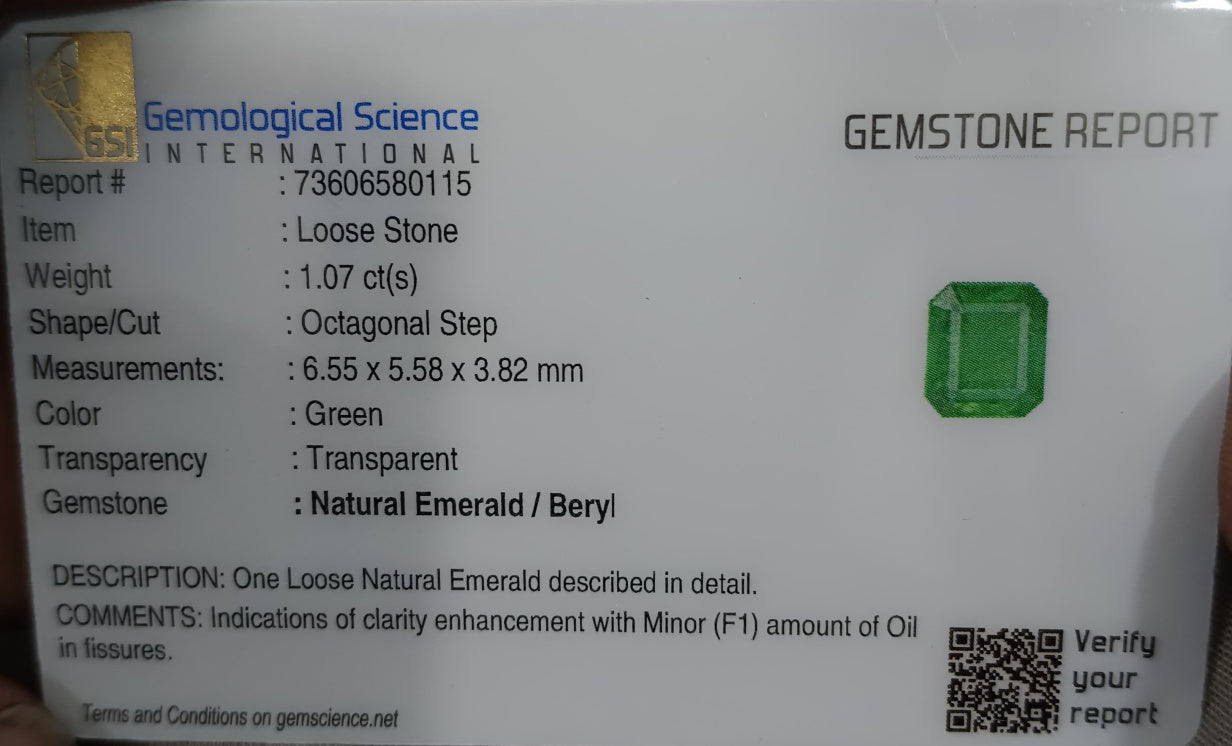 GSI
Gemological Science
INTERNATIONAL
GEMSTONE REPORT
Report # : 73606580115
Item : Loose Stone
Weight : 1.07 ct(s)
Shape/Cut : Octagonal Step
Measurements: : 6.55 x 5.58 x 3.82 mm
Color : Green
Transparency : Transparent
Gemstone : Natural Emerald / Beryl
DESCRIPTION: One Loose Natural Emerald described in detail.
COMMENTS: Indications of clarity enhancement with Minor (F1) amount of Oil
in fissures.
Verify
your
report
Terms and Conditions on gemscience.net